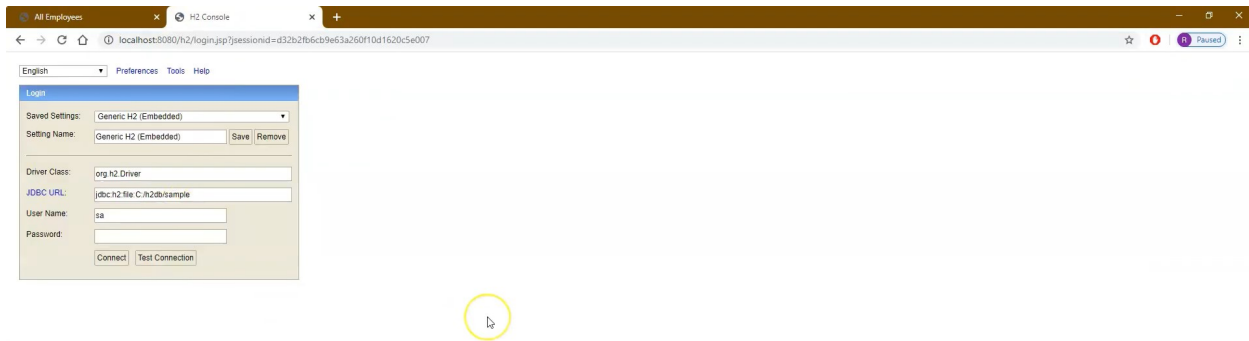 All Employees
H2 Console
localhost:8080/h2/login.jsp?jsessionid=d32b2fb6cb9e63a260f10d1620c5e007
R Paused
English Preferences Tools Help
Login
Saved Settings: Generic H2 (Embedded)
Setting Name: Generic H2 (Embedded) Save Remove
Driver Class: org.h2.Driver
JDBC URL: jdbc:h2:file:C:/h2db/sample
User Name: sa
Password:
Connect Test Connection